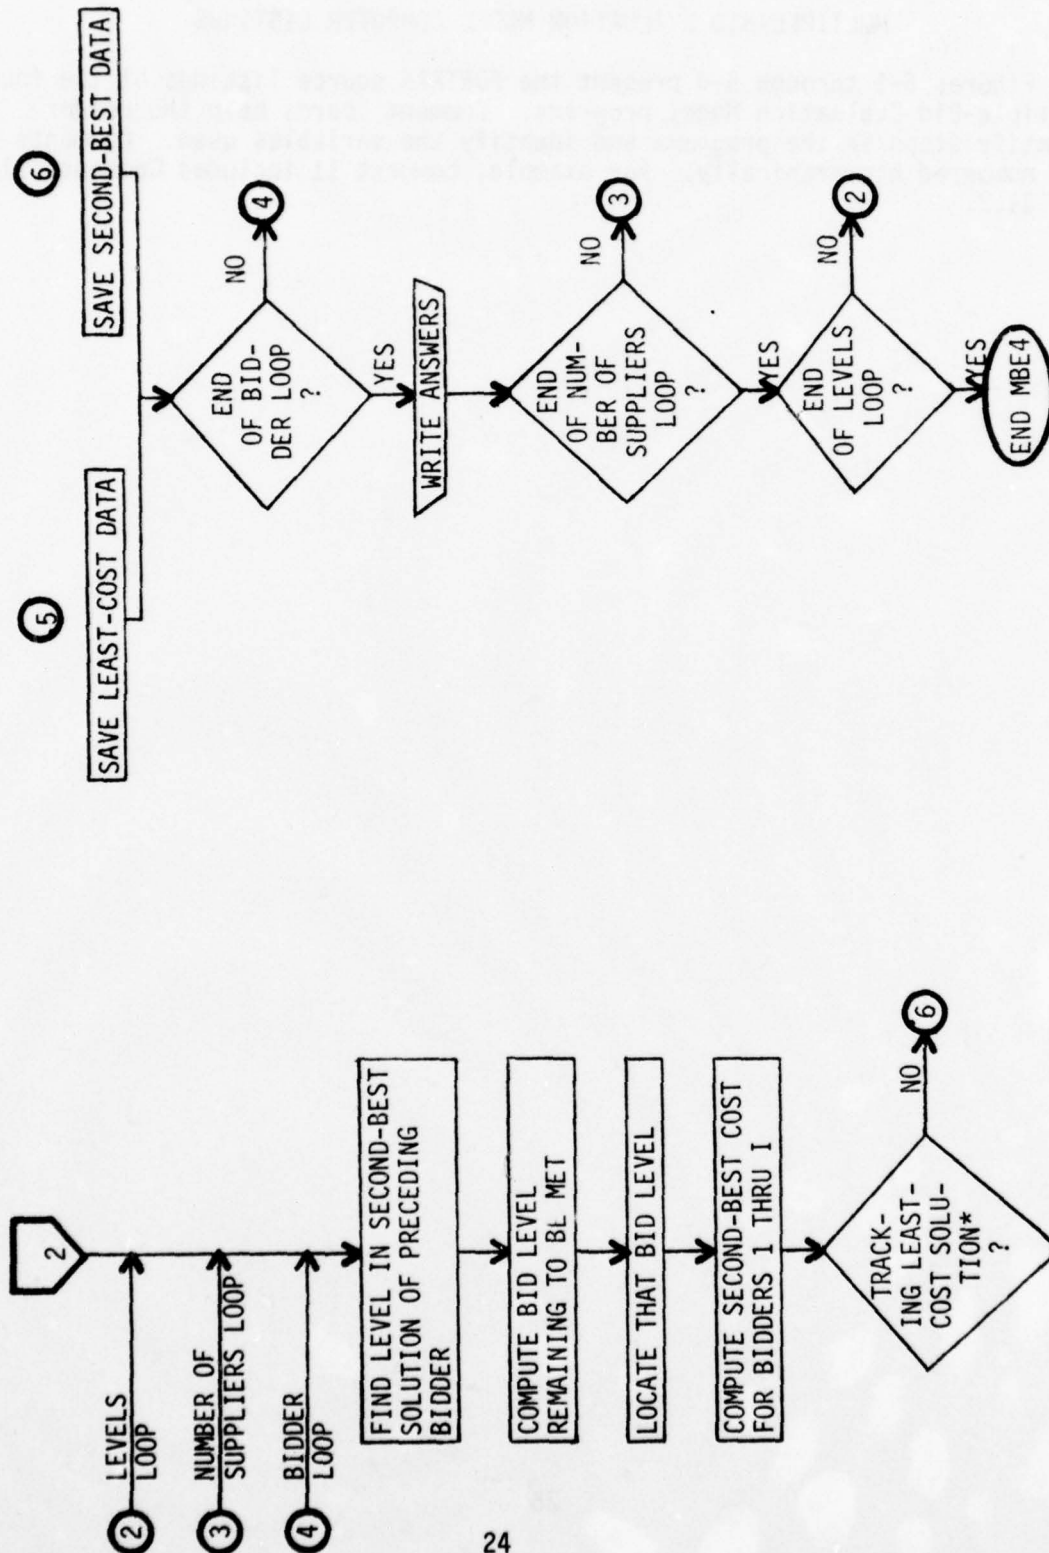 2
2
LEVELS
LOOP
3
NUMBER OF
SUPPLIERS LOOP
4
BIDDER
LOOP
FIND LEVEL IN SECOND-BEST
SOLUTION OF PRECEDING
BIDDER
COMPUTE BID LEVEL
REMAINING TO BE MET
LOCATE THAT BID LEVEL
COMPUTE SECOND-BEST COST
FOR BIDDERS 1 THRU I
TRACK-
ING LEAST-
COST SOLU-
TION*
?
NO
6
5
SAVE LEAST-COST DATA
6
SAVE SECOND-BEST DATA
END
OF BID-
DER LOOP
?
NO
4
YES
WRITE ANSWERS
END
OF NUM-
BER OF
SUPPLIERS
LOOP
?
NO
3
YES
END
OF LEVELS
LOOP
?
NO
2
YES
END MBE4
24